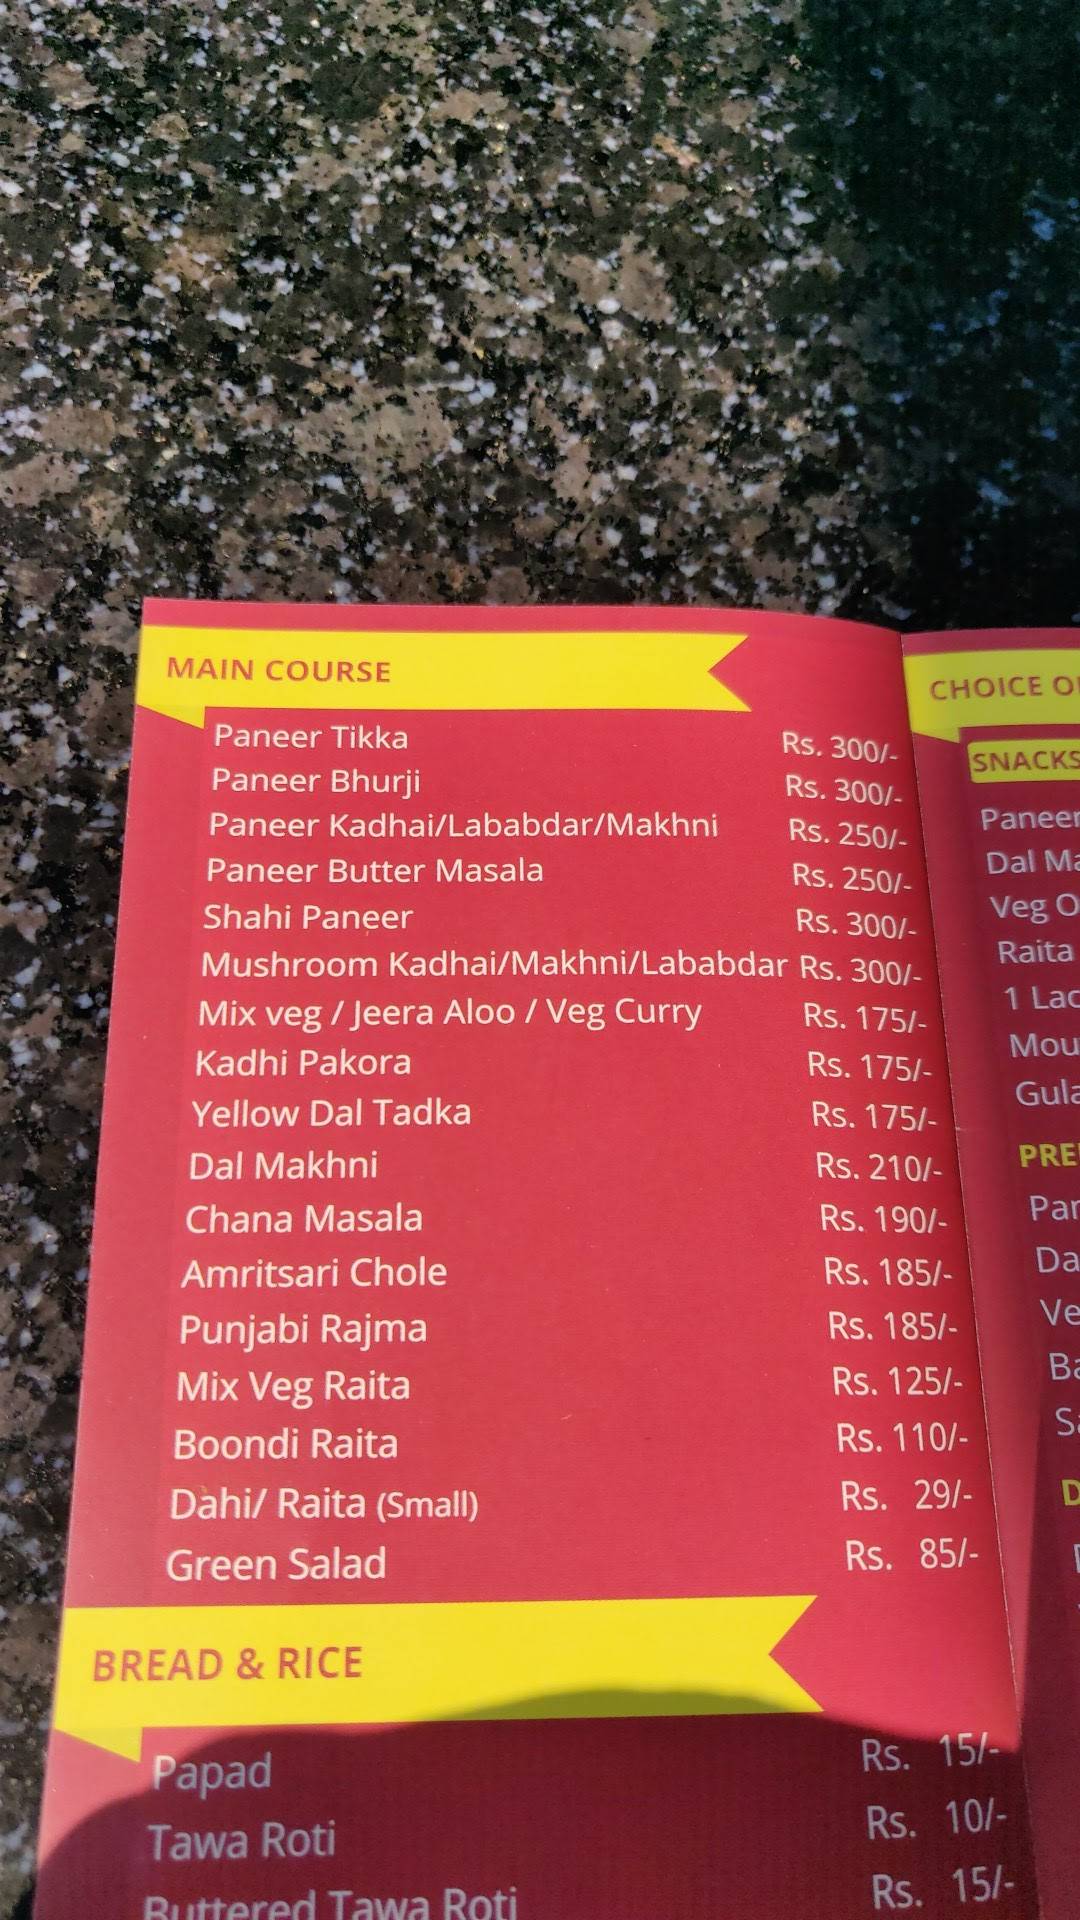 MAIN COURSE
Paneer Tikka Rs. 300/-
Paneer Bhurji Rs. 300/-
Paneer Kadhai/Lababdar/Makhni Rs. 250/-
Paneer Butter Masala Rs. 250/-
Shahi Paneer Rs. 300/-
Mushroom Kadhai/Makhni/Lababdar Rs. 300/-
Mix veg / Jeera Aloo / Veg Curry Rs. 175/-
Kadhi Pakora Rs. 175/-
Yellow Dal Tadka Rs. 175/-
Dal Makhni Rs. 210/-
Chana Masala Rs. 190/-
Amritsari Chole Rs. 185/-
Punjabi Rajma Rs. 185/-
Mix Veg Raita Rs. 125/-
Boondi Raita Rs. 110/-
Dahi/ Raita (Small) Rs. 29/-
Green Salad Rs. 85/-
BREAD & RICE
Papad Rs. 15/-
Tawa Roti Rs. 10/-
Buttered Tawa Roti Rs. 15/-
CHOICE
SNACKS
Paneer
Dal
Veg
Raita
1